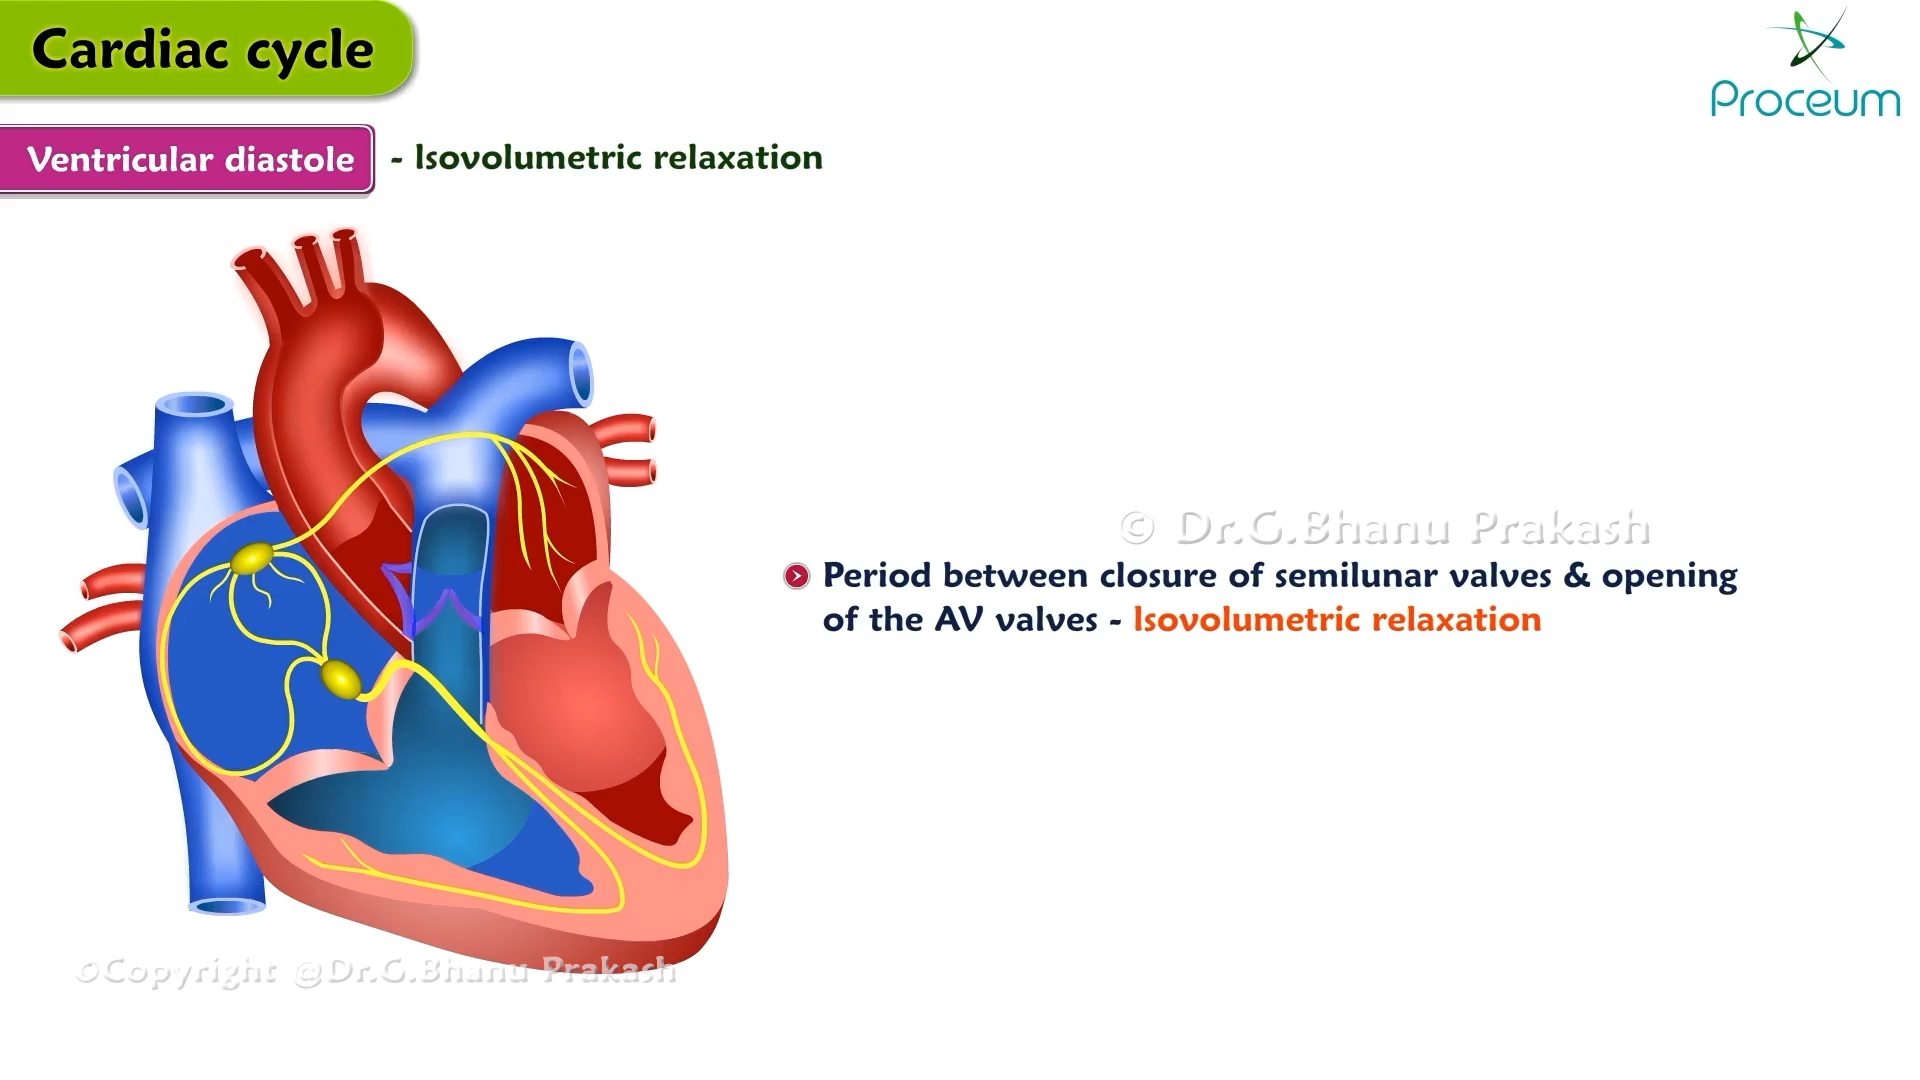 Cardiac cycle
Proceum
Ventricular diastole - Isovolumetric relaxation
© Dr.G.Bhanu Prakash
Period between closure of semilunar valves & opening
of the AV valves - Isovolumetric relaxation
©Copyright @Dr.G.Bhanu Prakash